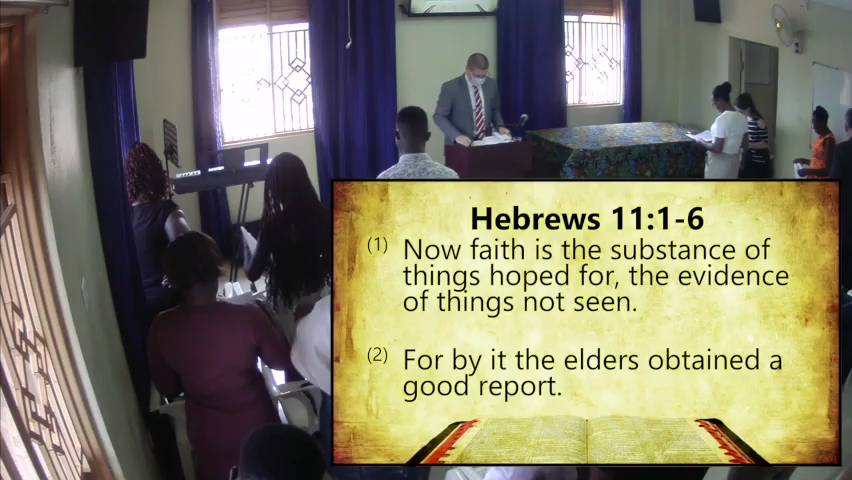 Hebrews 11:1-6
(1) Now faith is the substance of
things hoped for, the evidence
of things not seen.
(2) For by it the elders obtained a
good report.